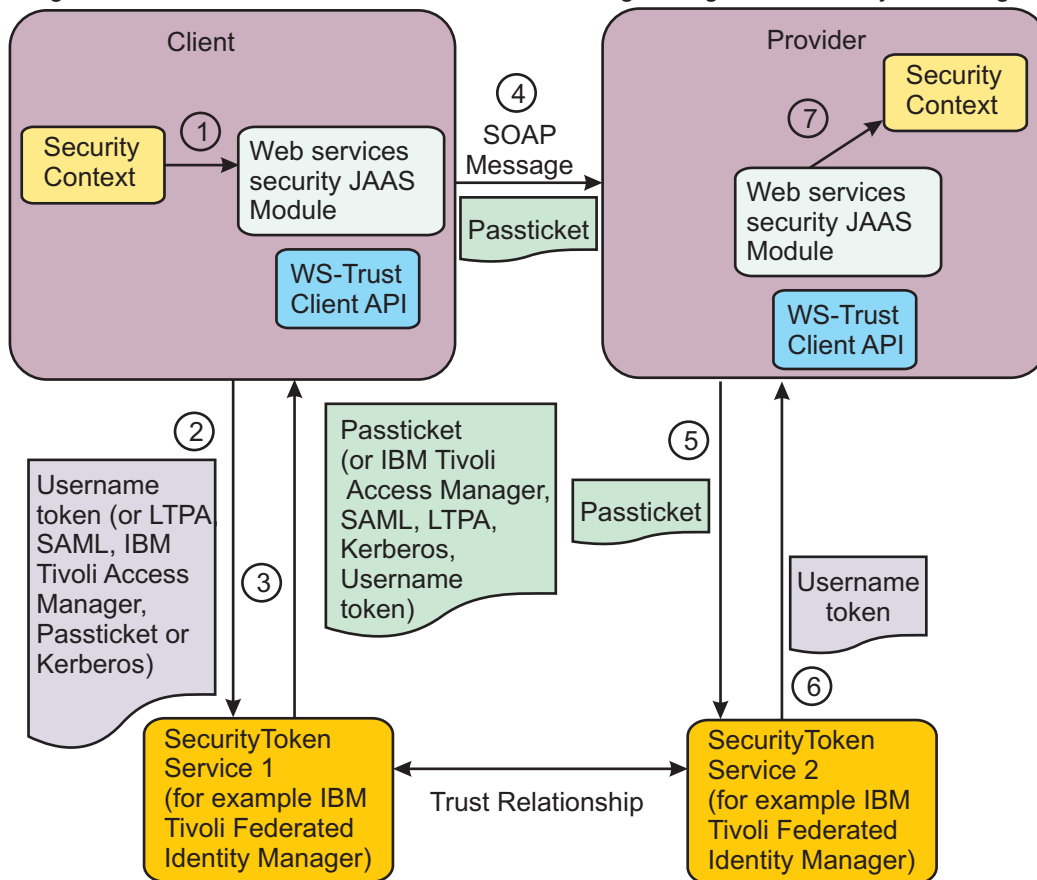 Client
Provider
Security
Context
1
Web services
security JAAS
Module
WS-Trust
Client API
4
SOAP
Message
Passticket
Security
Context
7
Web services
security JAAS
Module
WS-Trust
Client API
2
Username
token (or LTPA,
SAML, IBM
Tivoli Access
Manager,
Passticket or
Kerberos)
3
Passticket
(or IBM Tivoli
Access Manager,
SAML, LTPA,
Kerberos,
Username
token)
5
Passticket
Username
token
6
SecurityToken
Service 1
(for example IBM
Tivoli Federated
Identity Manager)
Trust Relationship
SecurityToken
Service 2
(for example IBM
Tivoli Federated
Identity Manager)